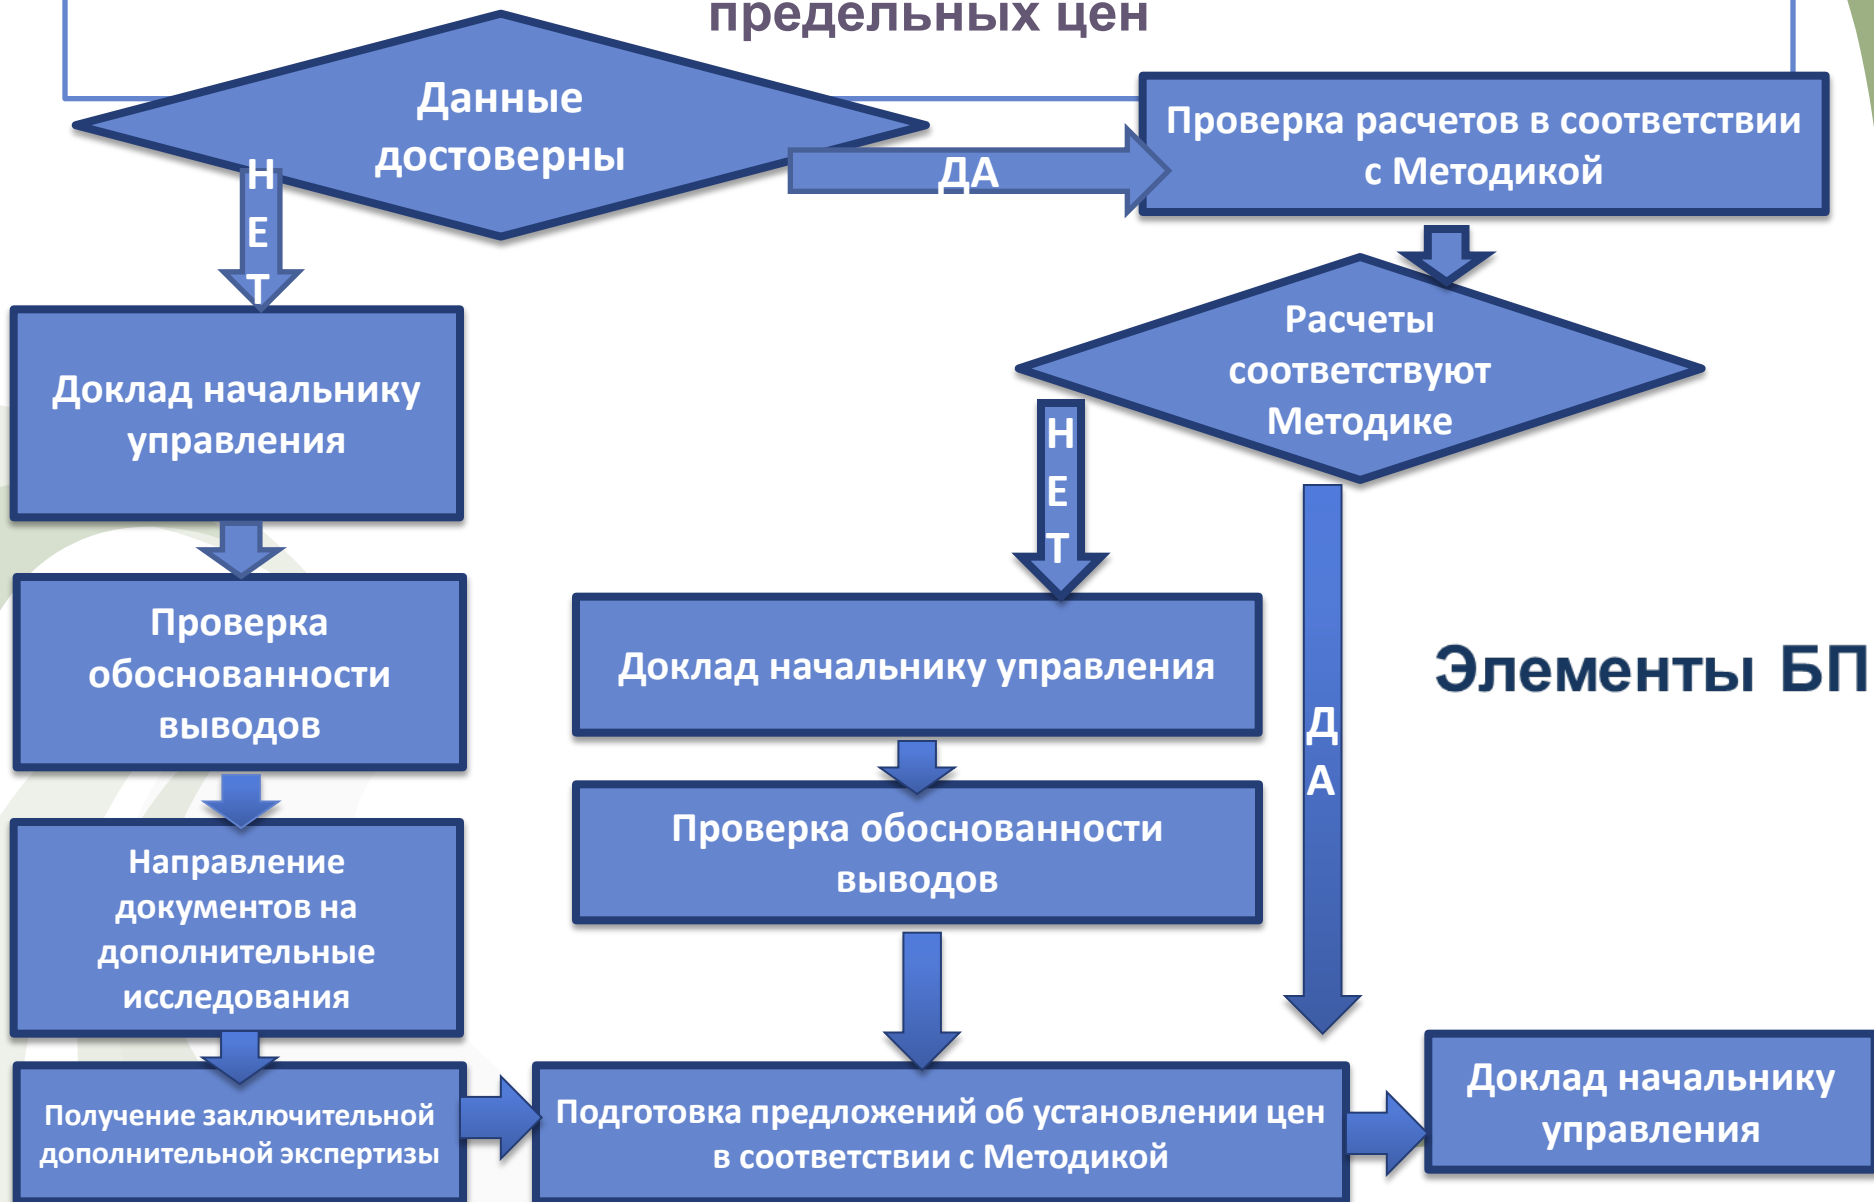 предельных цен
Данные
достоверны
ДА
Проверка расчетов в соответствии
с Методикой
Н
Е
Т
Расчеты
соответствуют
Методике
Доклад начальнику
управления
Н
Е
Т
Д
А
Проверка
обоснованности
выводов
Доклад начальнику управления
Элементы БП
Проверка обоснованности
выводов
Направление
документов на
дополнительные
исследования
Получение заключительной
дополнительной экспертизы
Подготовка предложений об установлении цен
в соответствии с Методикой
Доклад начальнику
управления